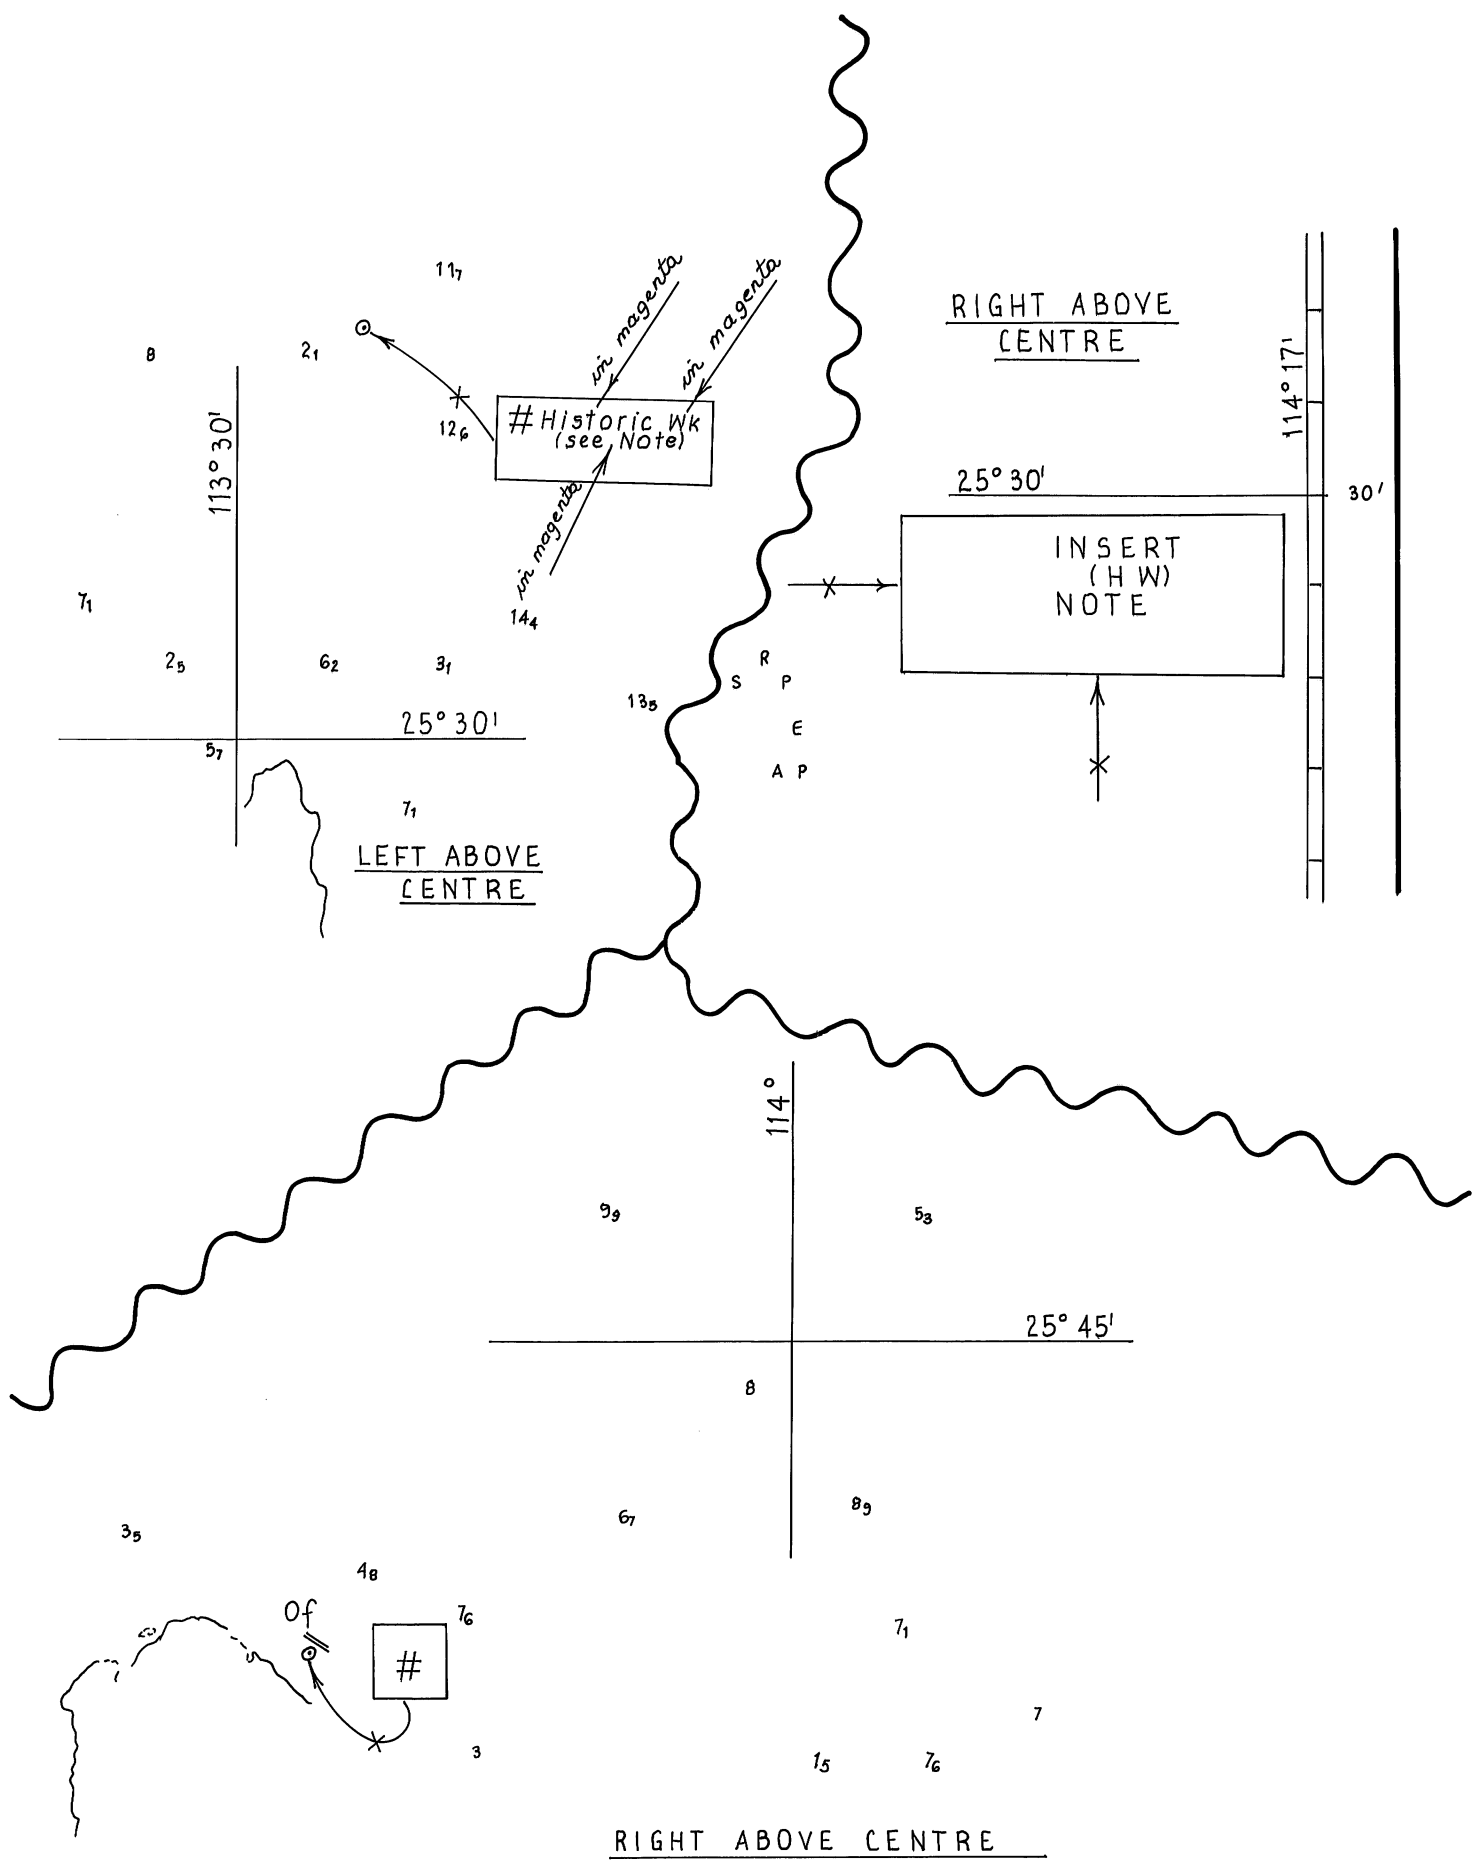 11₇
in magenta
in magenta
8
2₁
# Historic Wk
(see Note)
12₆
113° 30'
in magenta
14₄
7₁
2₅
6₂
3₁
13₅
25° 30'
5₇
7₁
LEFT ABOVE
CENTRE
RIGHT ABOVE
CENTRE
114° 17'
25° 30'
30'
INSERT
(HW)
NOTE
R
S P
E
A P
114°
9₉
5₃
25° 45'
8
6₇
8₉
3₅
4₈
Of
7₆
#
7₁
7
3
1₅
7₆
RIGHT ABOVE CENTRE